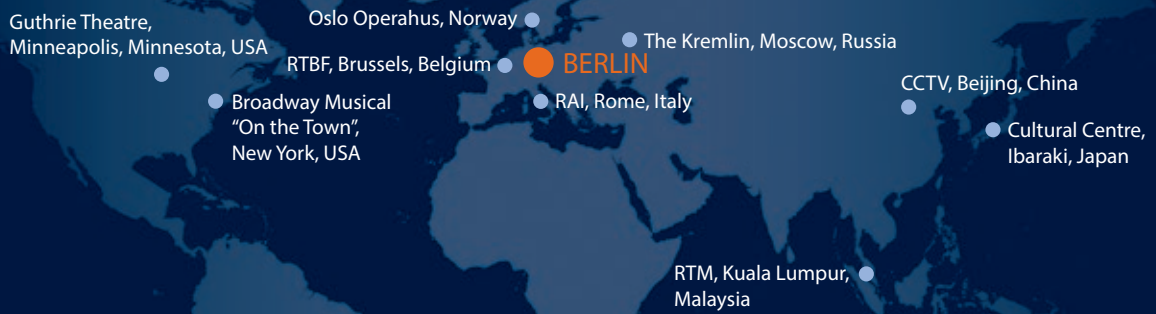 Guthrie Theatre,
Minneapolis, Minnesota, USA
Broadway Musical
“On the Town”,
New York, USA
Oslo Operahus, Norway
RTBF, Brussels, Belgium
BERLIN
RAI, Rome, Italy
The Kremlin, Moscow, Russia
CCTV, Beijing, China
Cultural Centre,
Ibaraki, Japan
RTM, Kuala Lumpur,
Malaysia